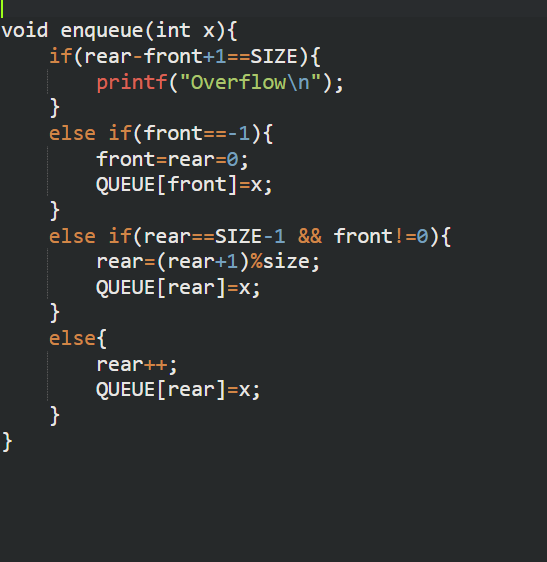 void enqueue(int x){
    if(rear-front+1==SIZE){
        printf("Overflow\n");
    }
    else if(front==-1){
        front=rear=0;
        QUEUE[front]=x;
    }
    else if(rear==SIZE-1 && front!=0){
        rear=(rear+1)%size;
        QUEUE[rear]=x;
    }
    else{
        rear++;
        QUEUE[rear]=x;
    }
}